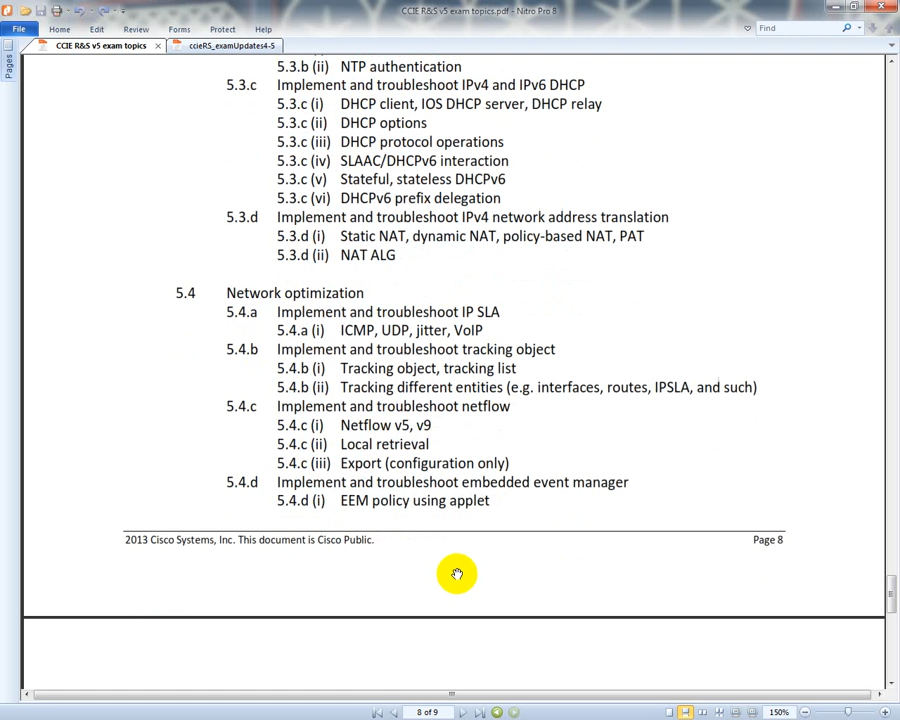 CCIE R&S v5 exam topics.pdf - Nitro Pro 8
File Home Edit Review Forms Protect Help Find
CCIE R&S v5 exam topics ccieRS_examUpdates4-5
Pages
5.3.b (ii) NTP authentication
5.3.c Implement and troubleshoot IPv4 and IPv6 DHCP
5.3.c (i) DHCP client, IOS DHCP server, DHCP relay
5.3.c (ii) DHCP options
5.3.c (iii) DHCP protocol operations
5.3.c (iv) SLAAC/DHCPv6 interaction
5.3.c (v) Stateful, stateless DHCPv6
5.3.c (vi) DHCPv6 prefix delegation
5.3.d Implement and troubleshoot IPv4 network address translation
5.3.d (i) Static NAT, dynamic NAT, policy-based NAT, PAT
5.3.d (ii) NAT ALG
5.4 Network optimization
5.4.a Implement and troubleshoot IP SLA
5.4.a (i) ICMP, UDP, jitter, VoIP
5.4.b Implement and troubleshoot tracking object
5.4.b (i) Tracking object, tracking list
5.4.b (ii) Tracking different entities (e.g. interfaces, routes, IPSLA, and such)
5.4.c Implement and troubleshoot netflow
5.4.c (i) Netflow v5, v9
5.4.c (ii) Local retrieval
5.4.c (iii) Export (configuration only)
5.4.d Implement and troubleshoot embedded event manager
5.4.d (i) EEM policy using applet
2013 Cisco Systems, Inc. This document is Cisco Public. Page 8
8 of 9 150%